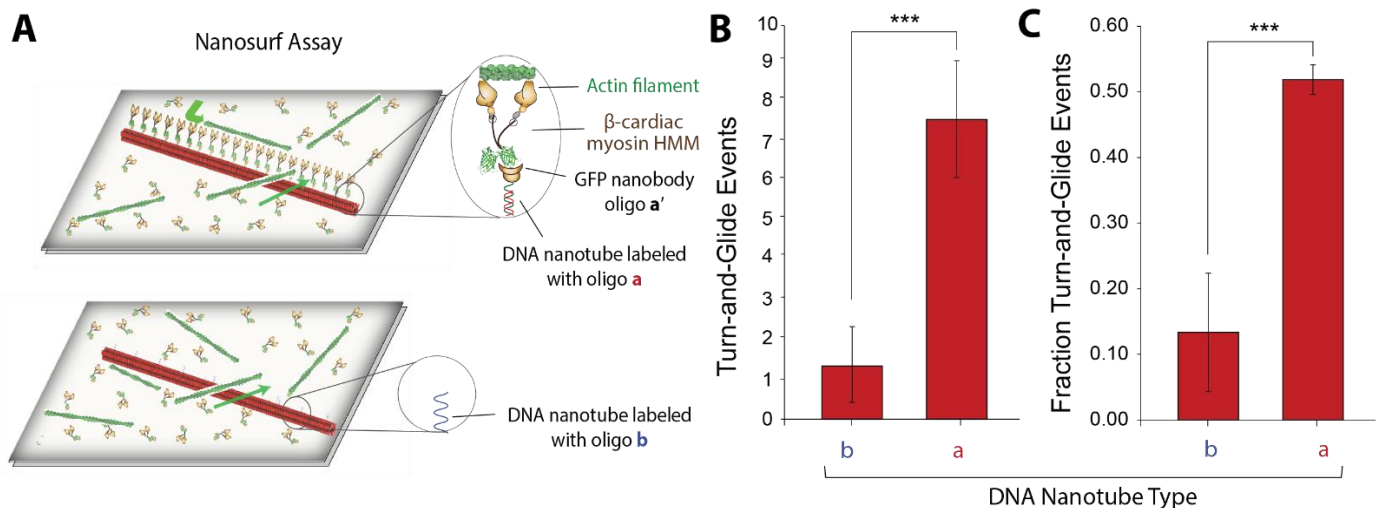 A
Nanosurf Assay
Actin filament
β-cardiac
myosin HMM
GFP nanobody
oligo a'
DNA nanotube labeled
with oligo a
DNA nanotube labeled
with oligo b
B
Turn-and-Glide Events
10
9
8
7
6
5
4
3
2
1
0
***
b
a
C
Fraction Turn-and-Glide Events
0.60
0.50
0.40
0.30
0.20
0.10
0.00
***
b
a
DNA Nanotube Type